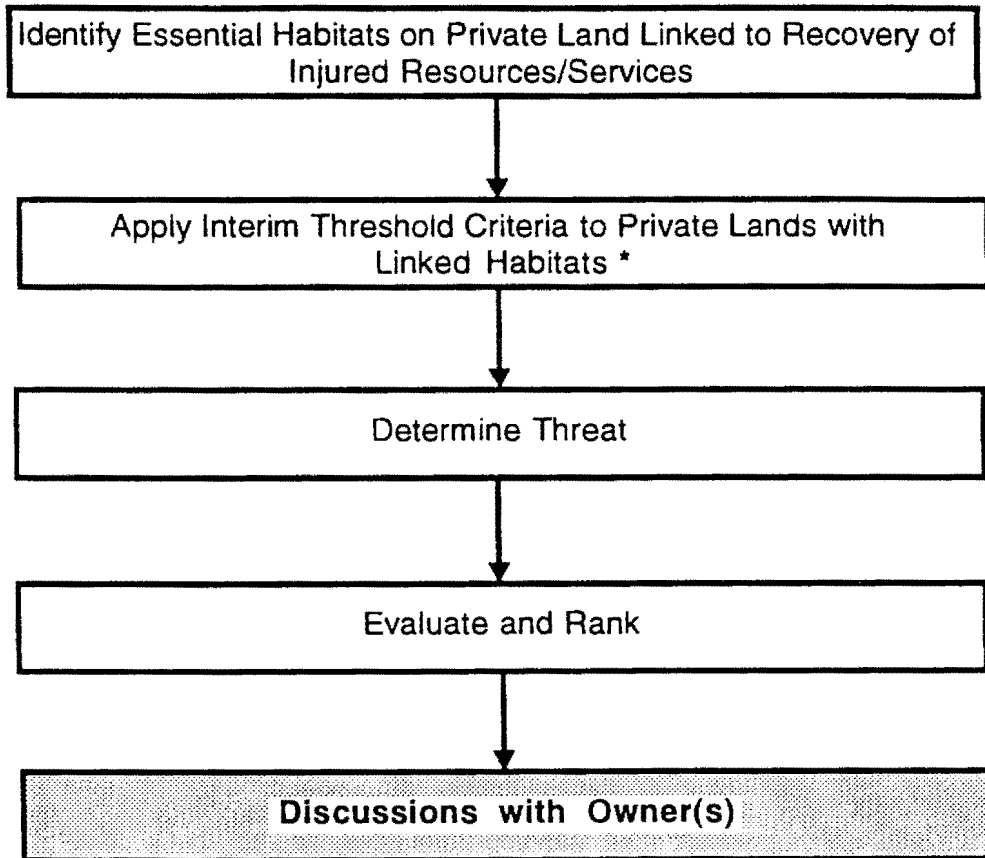 Identify Essential Habitats on Private Land Linked to Recovery of
Injured Resources/Services
Apply Interim Threshold Criteria to Private Lands with
Linked Habitats *
Determine Threat
Evaluate and Rank
Discussions with Owner(s)